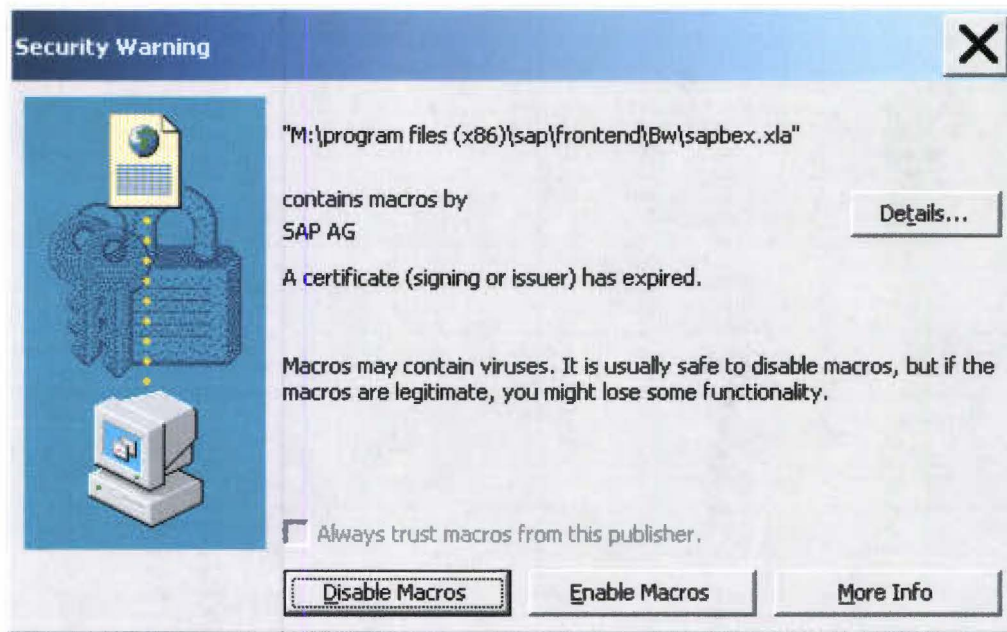 Security Warning
"M:\program files (x86)\sap\frontend\Bw\sapbex.xla"
contains macros by
SAP AG
Details...
A certificate (signing or issuer) has expired.
Macros may contain viruses. It is usually safe to disable macros, but if the
macros are legitimate, you might lose some functionality.
Always trust macros from this publisher.
Disable Macros
Enable Macros
More Info